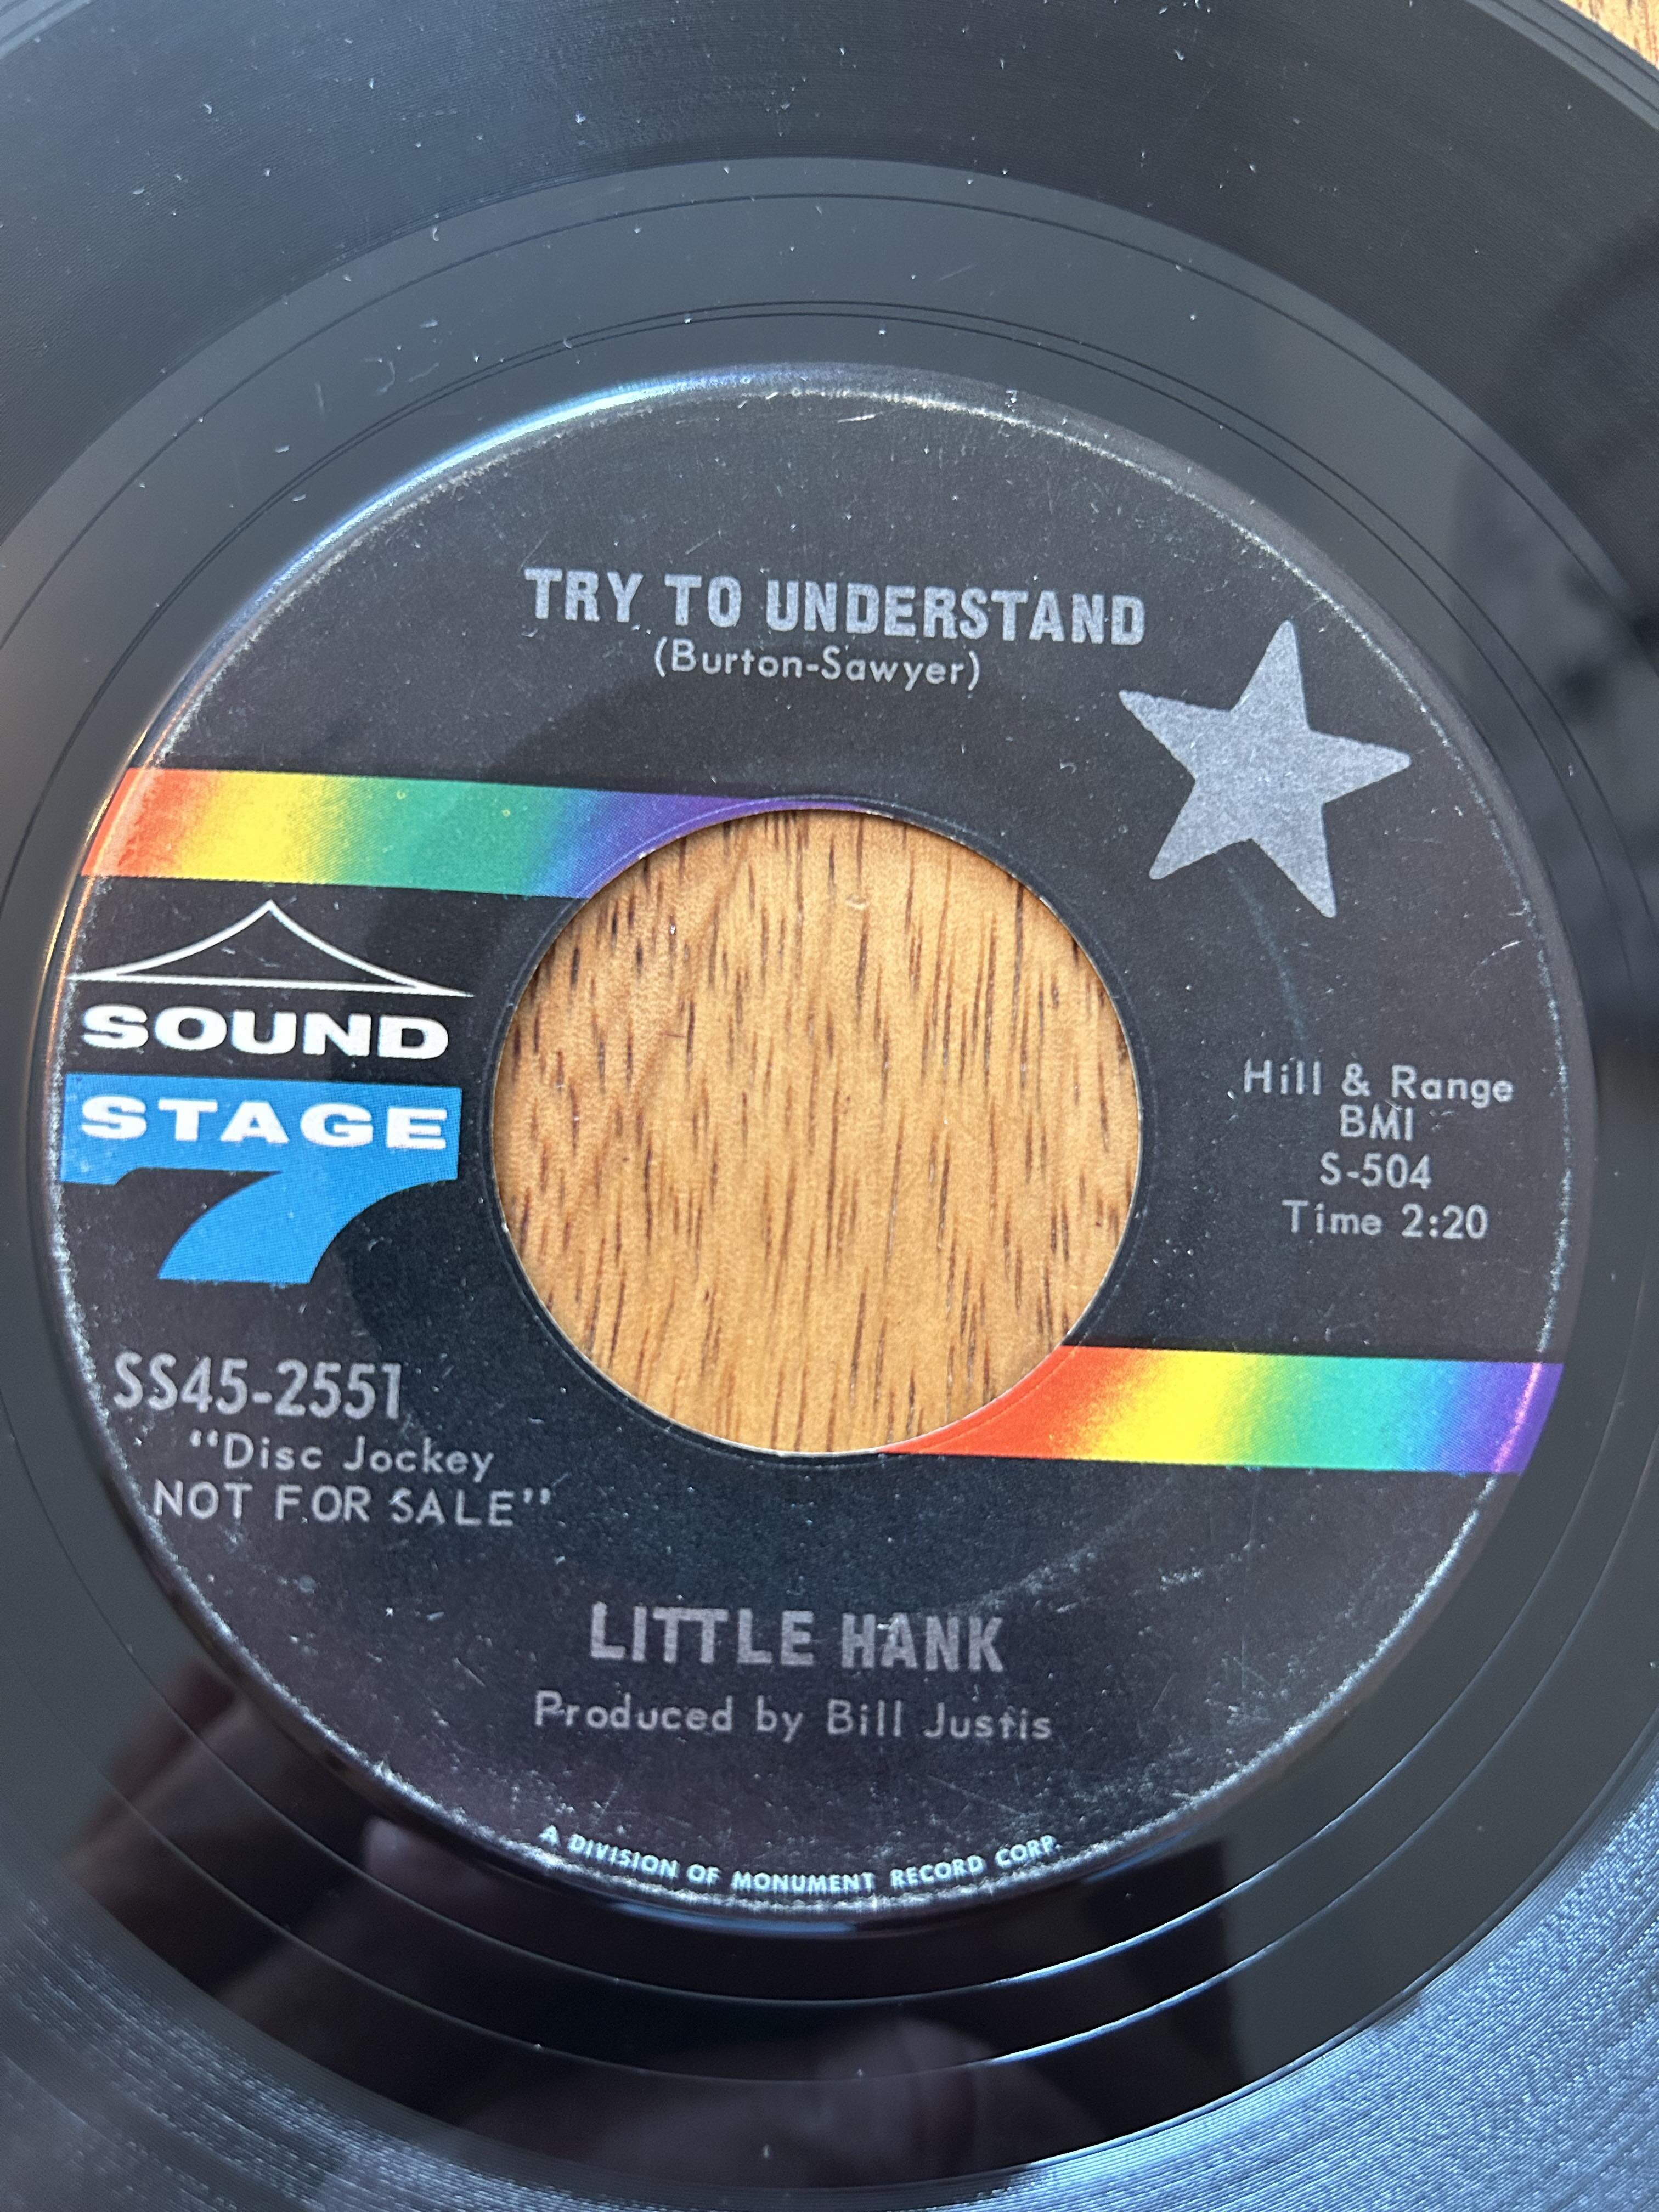 TRY TO UNDERSTAND
(Burton-Sawyer)
SOUND
STAGE
7
Hill & Range
BMI
S-504
Time 2:20
SS45-2551
"Disc Jockey
NOT FOR SALE"
LITTLE HANK
Produced by Bill Justis
A DIVISION OF MONUMENT RECORD CORP.